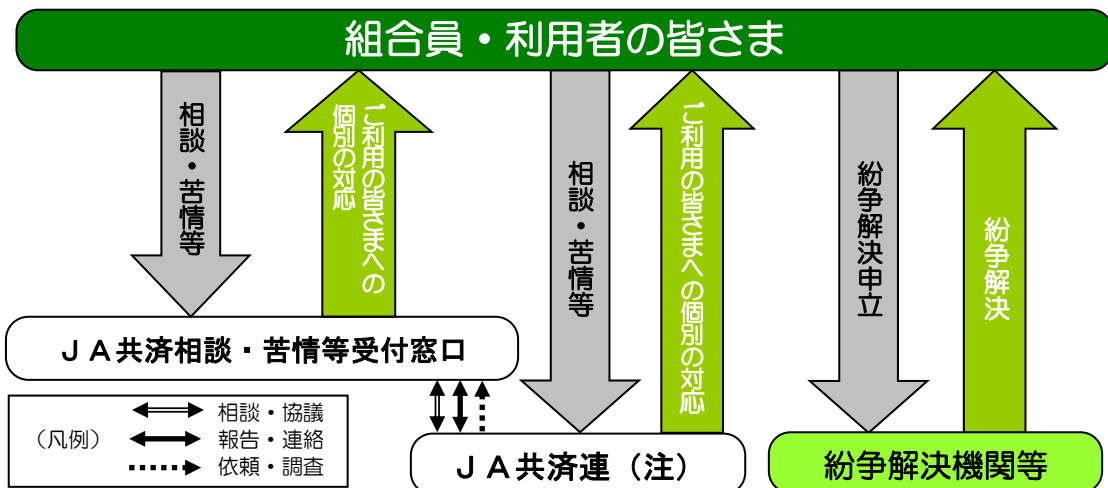 組合員・利用者の皆さま
相談・苦情等
ご利用の皆さまへの
個別の対応
相談・苦情等
ご利用の皆さまへの個別の対応
紛争解決申立
紛争解決
ＪＡ共済相談・苦情等受付窓口
（凡例）
相談・協議
報告・連絡
依頼・調査
ＪＡ共済連（注）
紛争解決機関等